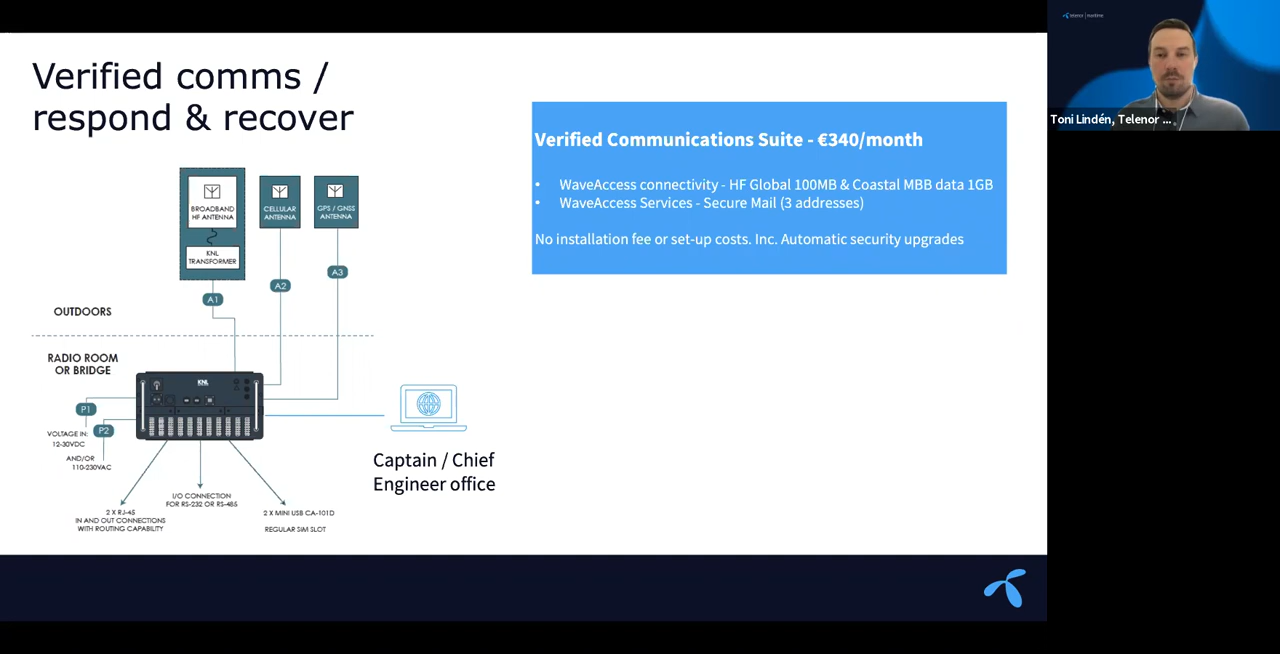 Verified comms /
respond & recover
Verified Communications Suite - €340/month
• WaveAccess connectivity - HF Global 100MB & Coastal MBB data 1GB
• WaveAccess Services - Secure Mail (3 addresses)
No installation fee or set-up costs. Inc. Automatic security upgrades
BROADBAND
HF ANTENNA
KNL
TRANSFORMER
CELLULAR
ANTENNA
GPS / GNSS
ANTENNA
A1
A2
A3
OUTDOORS
RADIO ROOM
OR BRIDGE
KNL
P1
P2
VOLTAGE IN:
12-30VDC
AND/OR
110-230VAC
2 X RJ-45
IN AND OUT CONNECTIONS
WITH ROUTING CAPABILITY
I/O CONNECTION
FOR RS-232 OR RS-485
2 X MINI USB CA-101D
REGULAR SIM SLOT
Captain / Chief
Engineer office
telenor | maritime
Toni Lindén, Telenor ...